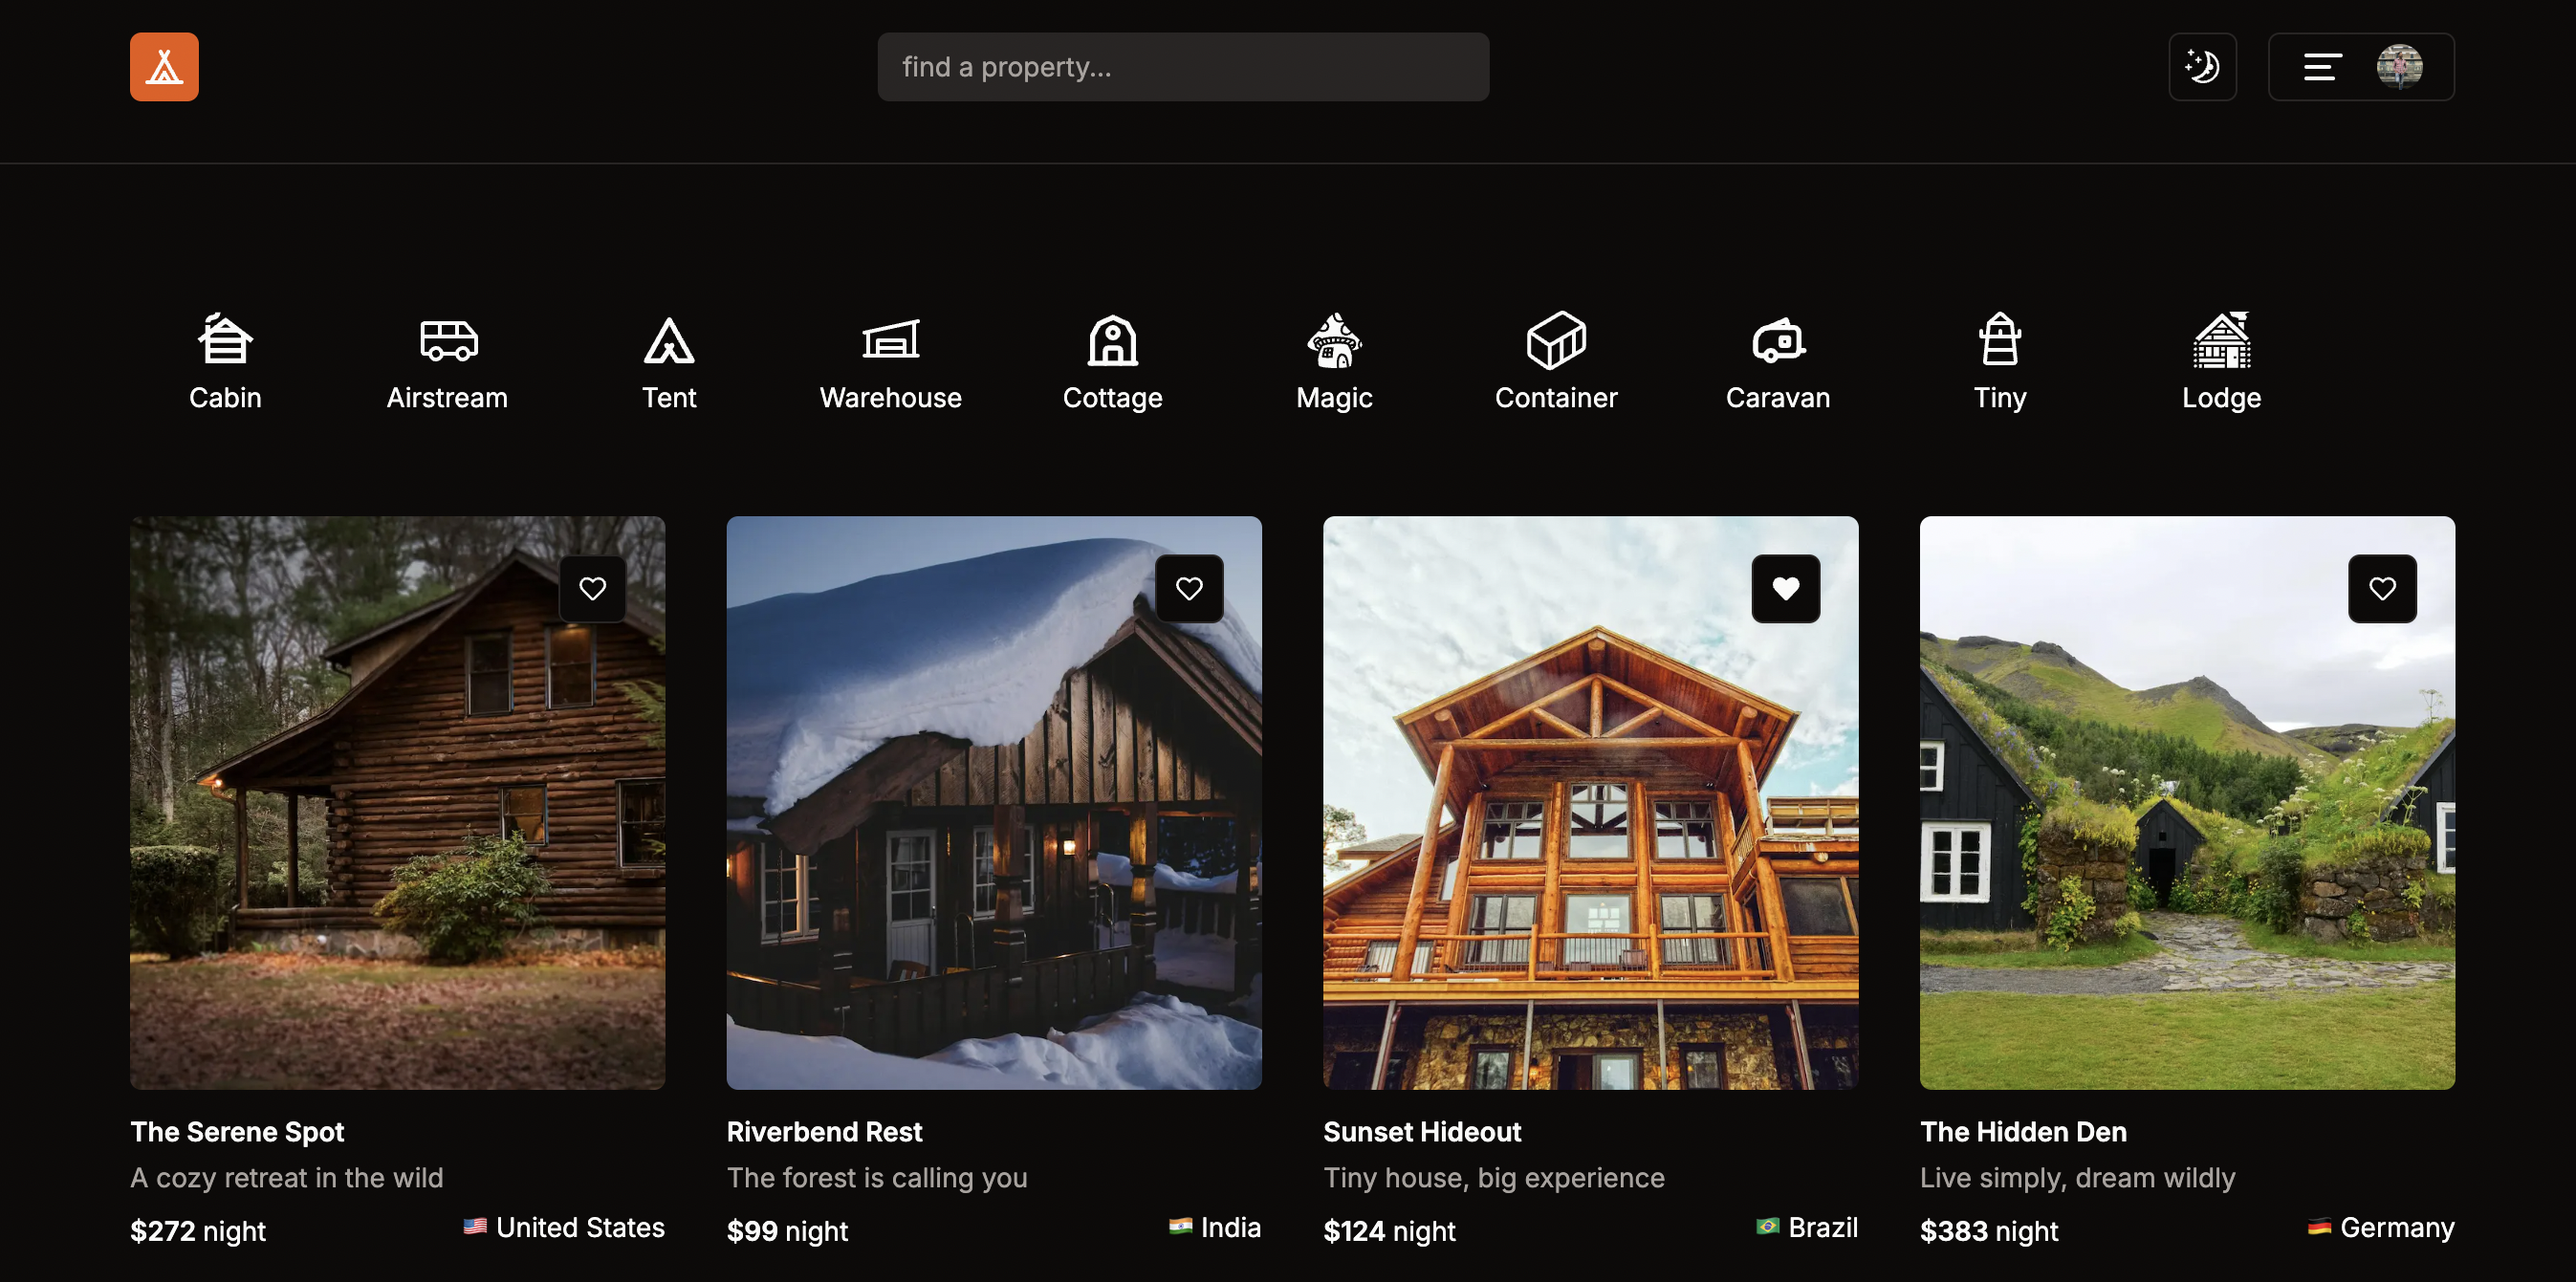 find a property...
Cabin
Airstream
Tent
Warehouse
Cottage
Magic
Container
Caravan
Tiny
Lodge
The Serene Spot
A cozy retreat in the wild
$272 night
🇺🇸 United States
Riverbend Rest
The forest is calling you
$99 night
🇮🇳 India
Sunset Hideout
Tiny house, big experience
$124 night
🇧🇷 Brazil
The Hidden Den
Live simply, dream wildly
$383 night
🇩🇪 Germany